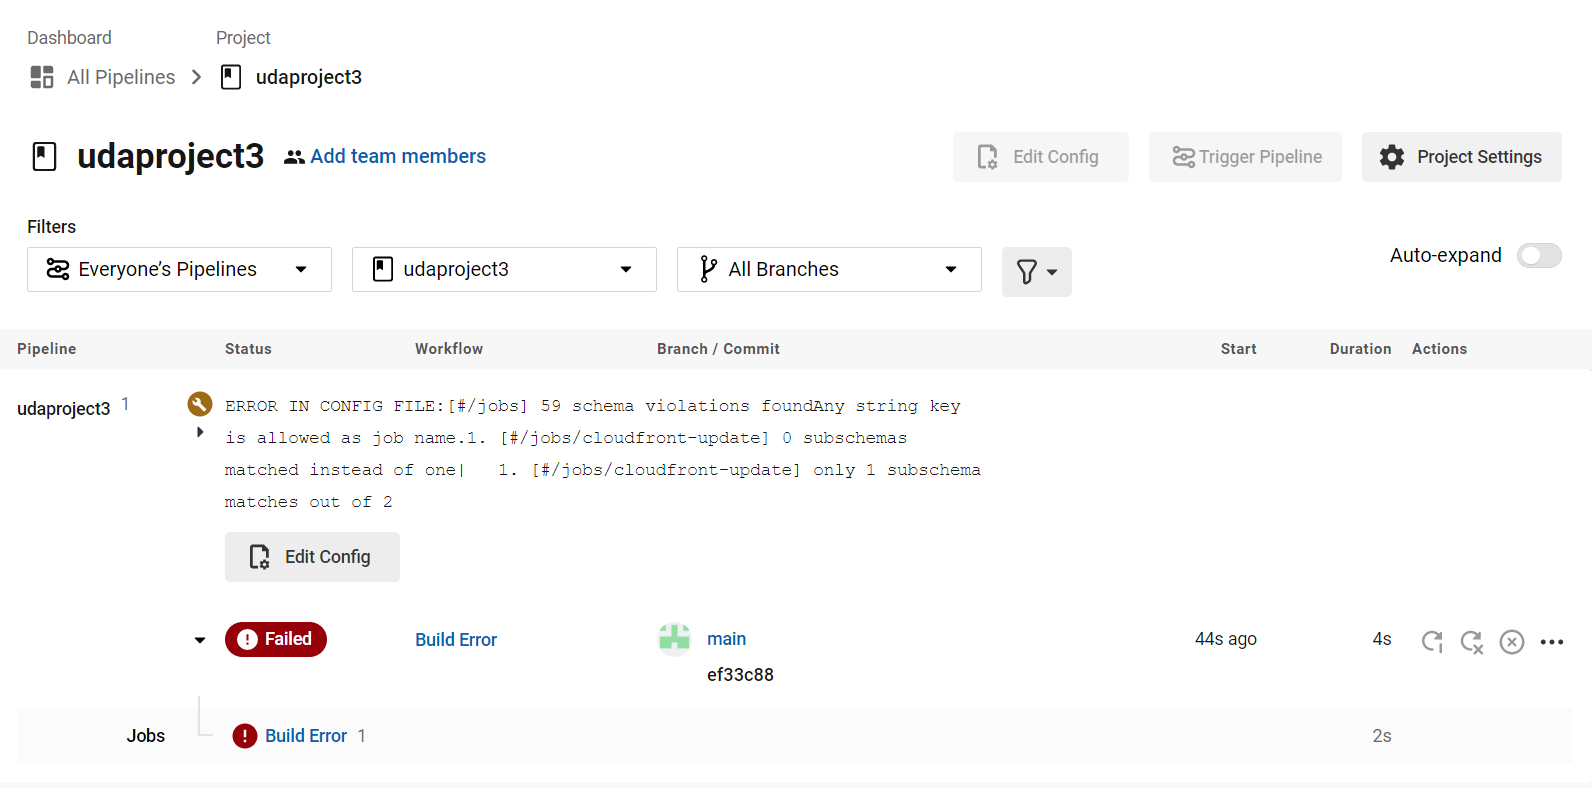 Dashboard Project
All Pipelines udaproject3
udaproject3 Add team members Edit Config Trigger Pipeline Project Settings
Filters
Everyone’s Pipelines udaproject3 All Branches Auto-expand
Pipeline Status Workflow Branch / Commit Start Duration Actions
udaproject3 1 ERROR IN CONFIG FILE:[#/jobs] 59 schema violations foundAny string key
is allowed as job name.1. [#/jobs/cloudfront-update] 0 subschemas
matched instead of one| 1. [#/jobs/cloudfront-update] only 1 subschema
matches out of 2
Edit Config
Failed Build Error main 44s ago 4s
ef33c88
Jobs Build Error 1 2s